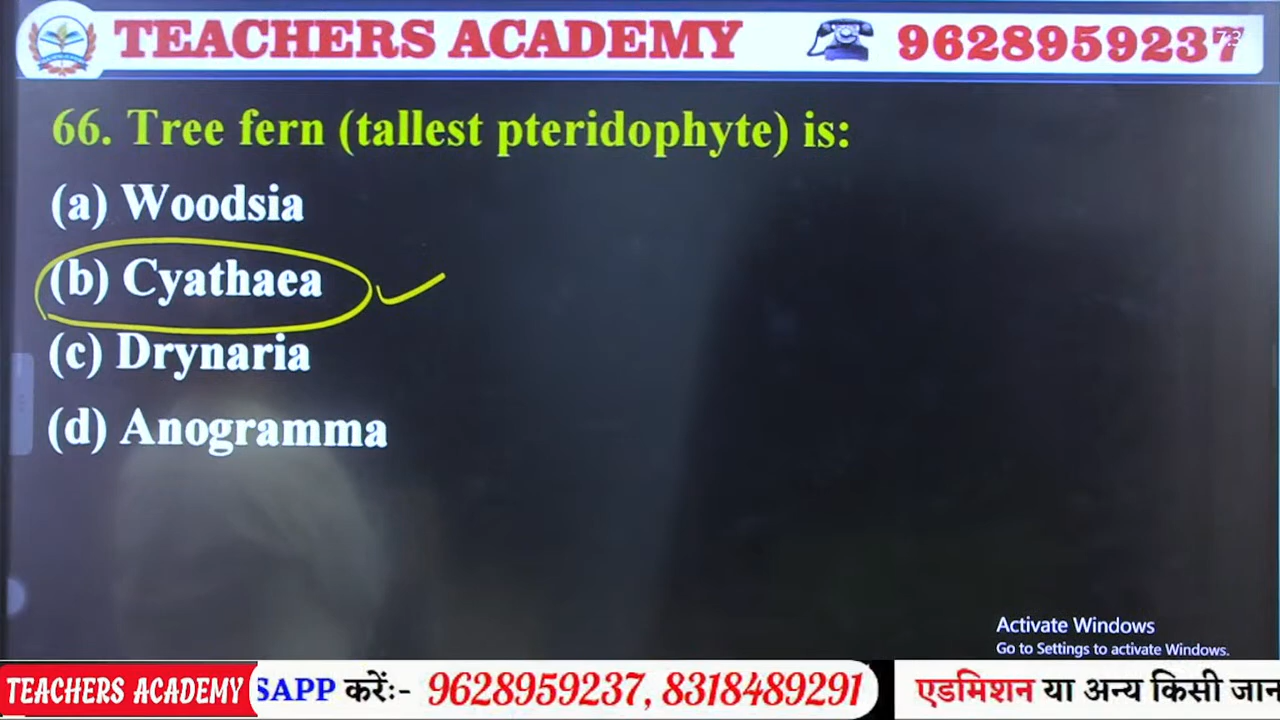 TEACHERS ACADEMY
9628959237
66. Tree fern (tallest pteridophyte) is:
(a) Woodsia
(b) Cyathaea
(c) Drynaria
(d) Anogramma
Activate Windows
Go to Settings to activate Windows.
TEACHERS ACADEMY SAPP करेंः- 9628959237, 8318489291 एडमिशन या अन्य किसी जान